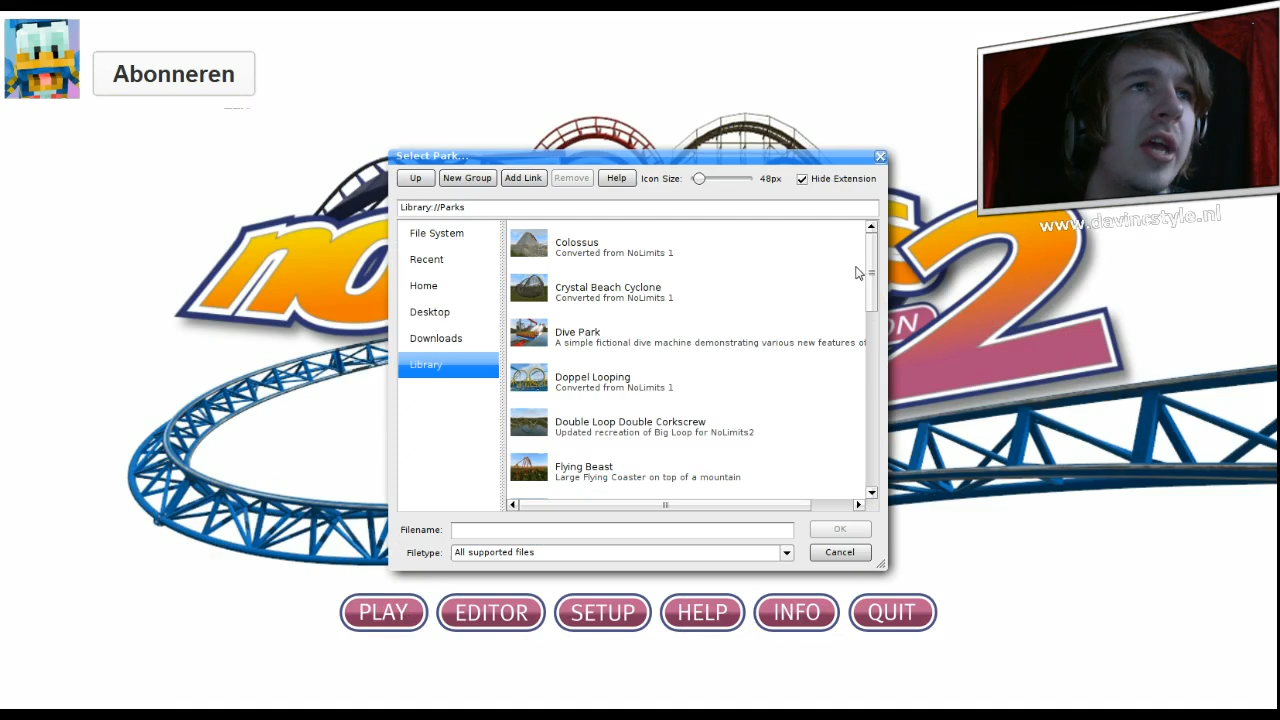 Abonneren
www.davincstyle.nl
Select Park...
Up New Group Add Link Remove Help Icon Size: 48px Hide Extension
Library://Parks
File System
Recent
Home
Desktop
Downloads
Library
Colossus
Converted from NoLimits 1
Crystal Beach Cyclone
Converted from NoLimits 1
Dive Park
A simple fictional dive machine demonstrating various new features of
Doppel Looping
Converted from NoLimits 1
Double Loop Double Corkscrew
Updated recreation of Big Loop for NoLimits2
Flying Beast
Large Flying Coaster on top of a mountain
Filename: OK
Filetype: All supported files Cancel
no 2
ON
PLAY EDITOR SETUP HELP INFO QUIT